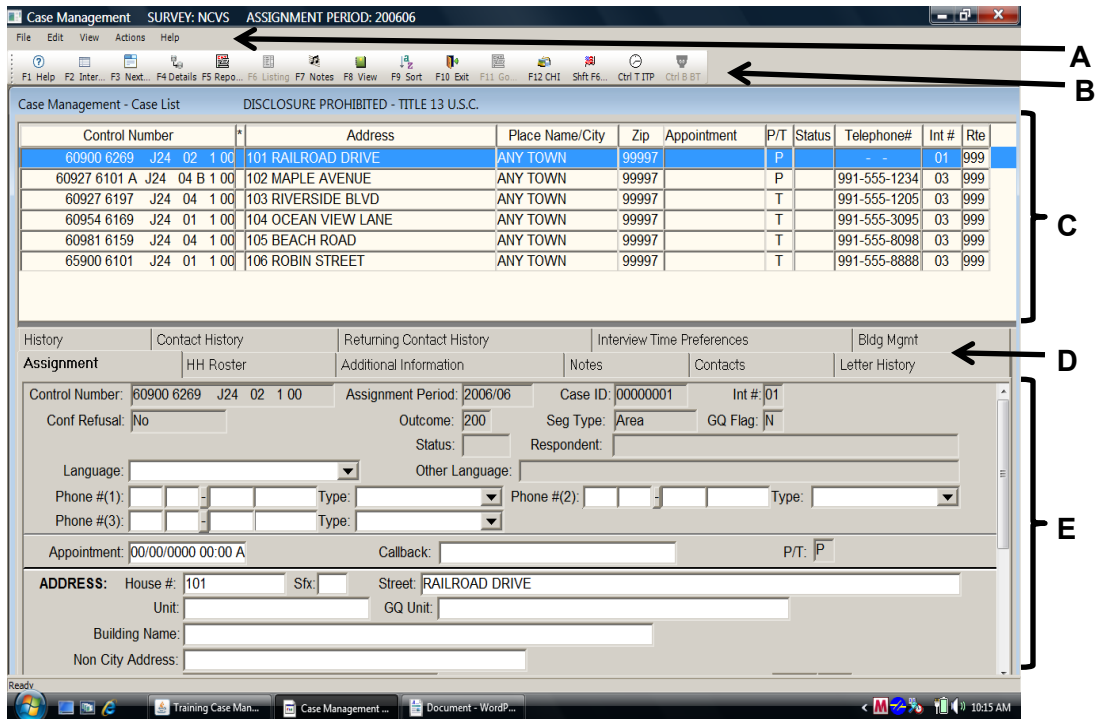 Case Management SURVEY: NCVS ASSIGNMENT PERIOD: 200606
File Edit View Actions Help
A
F1 Help F2 Inter... F3 Next... F4 Details F5 Repo... F6 Listing F7 Notes F8 View F9 Sort F10 Exit F11 Go... F12 CHI Shft F6... Ctrl T ITP Ctrl B BT
B
Case Management - Case List DISCLOSURE PROHIBITED - TITLE 13 U.S.C.
Control Number * Address Place Name/City Zip Appointment P/T Status Telephone# Int # Rte
60900 6269 J24 02 1 00 101 RAILROAD DRIVE ANY TOWN 99997 P - - 01 999
60927 6101 A J24 04 B 1 00 102 MAPLE AVENUE ANY TOWN 99997 P 991-555-1234 03 999
60927 6197 J24 04 1 00 103 RIVERSIDE BLVD ANY TOWN 99997 T 991-555-1205 03 999
60954 6169 J24 01 1 00 104 OCEAN VIEW LANE ANY TOWN 99997 T 991-555-3095 03 999
C
60981 6159 J24 04 1 00 105 BEACH ROAD ANY TOWN 99997 T 991-555-8098 03 999
65900 6101 J24 01 1 00 106 ROBIN STREET ANY TOWN 99997 T 991-555-8888 03 999
History Contact History Returning Contact History Interview Time Preferences Bldg Mgmt
Assignment HH Roster Additional Information Notes Contacts Letter History
D
Control Number: 60900 6269 J24 02 1 00 Assignment Period: 2006/06 Case ID: 00000001 Int #: 01
Conf Refusal: No Outcome: 200 Seg Type: Area GQ Flag: N
Status: Respondent:
Language: Other Language:
Phone #(1): - Type: Phone #(2): - Type:
Phone #(3): - Type:
E
Appointment: 00/00/0000 00:00 A Callback: P/T: P
ADDRESS: House #: 101 Sfx: Street: RAILROAD DRIVE
Unit: GQ Unit:
Building Name:
Non City Address:
Ready
Training Case Man... Case Management ... Document - WordP... 10:15 AM